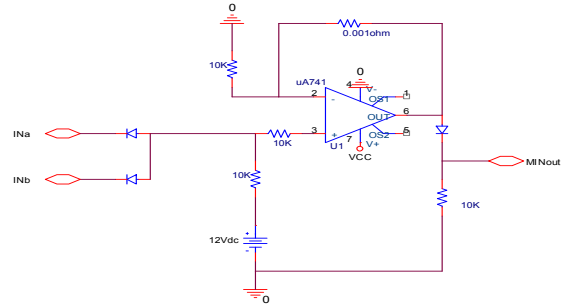 0
0.001ohm
10K
0
uA741
4
V-
1
2
-
OS1
6
OUT
INa
3
+
OS2
5
10K
U1
7
V+
VCC
MINout
INb
10K
10K
12Vdc
+
-
0